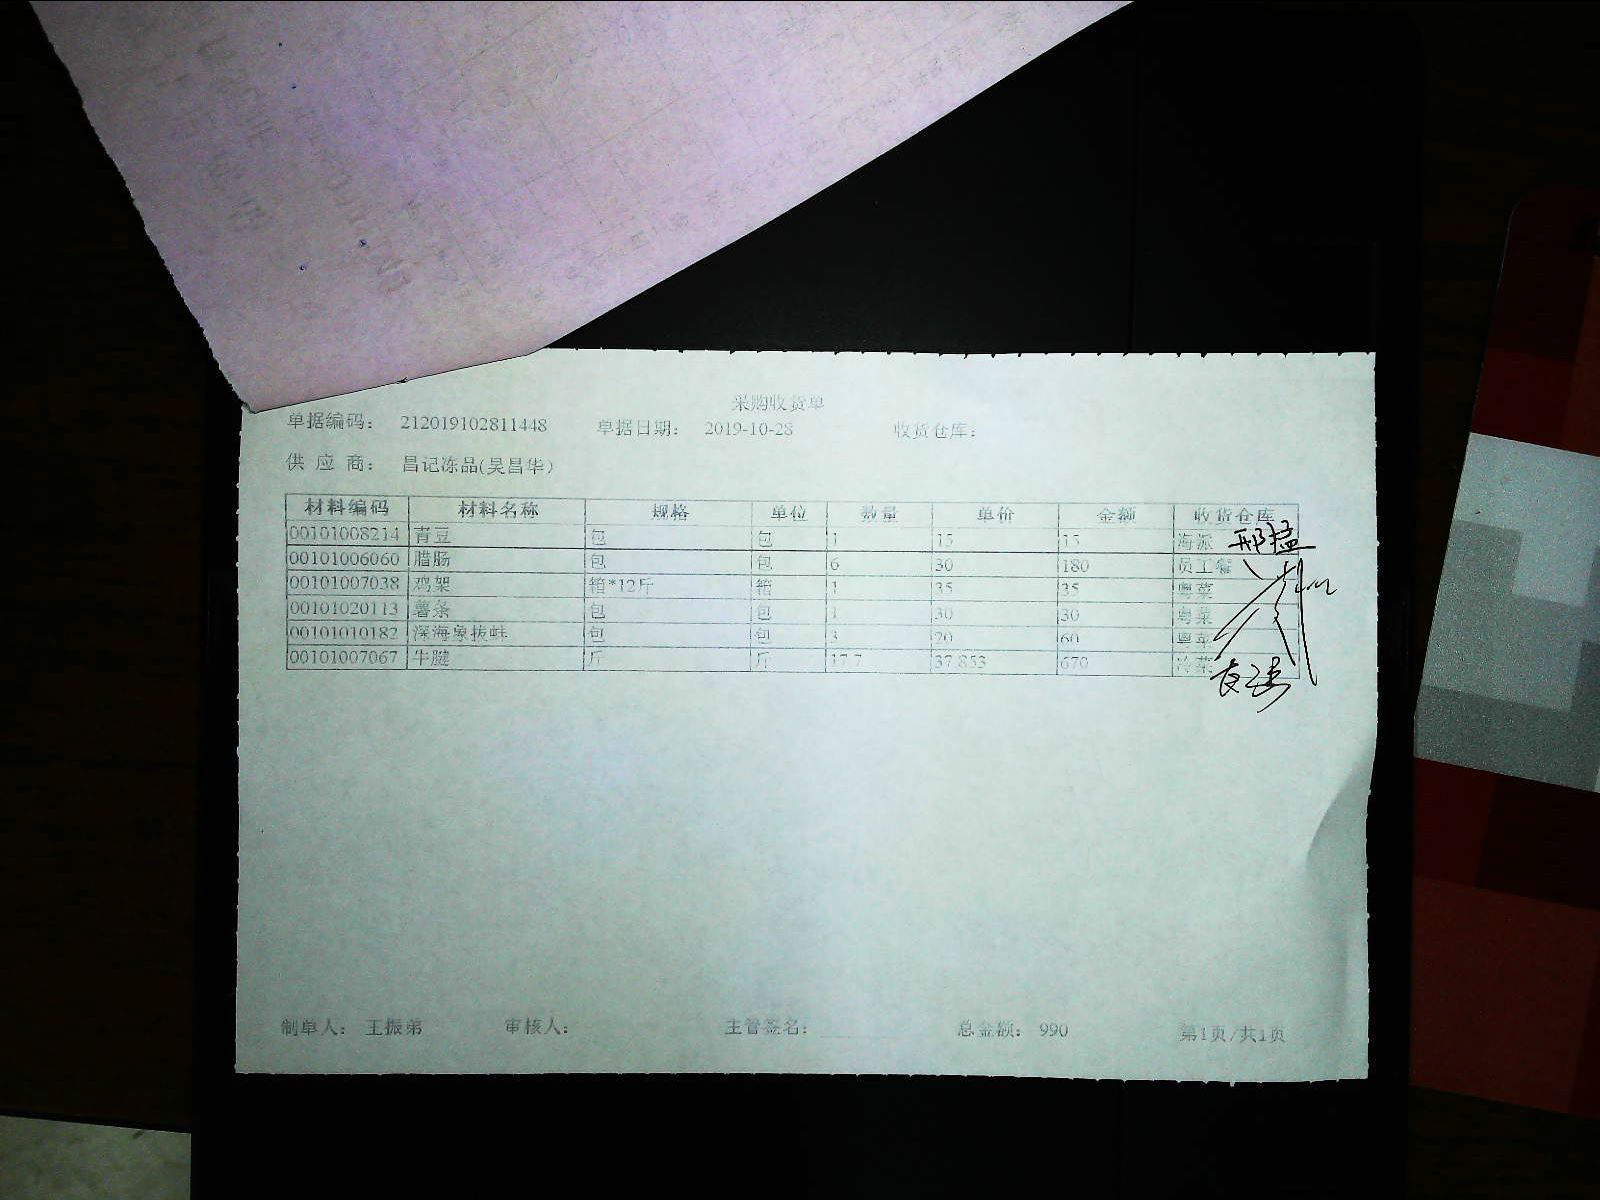 采购收货单
单据编码： 212019102811448 单据日期： 2019-10-28 收货仓库：
供 应 商： 昌记冻品(吴昌华)
材料编码 材料名称 规格 单位 数量 单价 金额 收货仓库
00101008214 青豆 包 包 1 15 15 海派
00101006060 腊肠 包 包 6 30 180 员工餐
00101007038 鸡架 箱*12斤 箱 1 35 35 粤菜
00101020113 薯条 包 包 1 30 30 粤菜
00101010182 深海象拔蚌 包 包 3 20 60 粤菜
00101007067 牛腱 斤 斤 17.7 37.853 670 冷菜
制单人： 王振弟 审核人： 主管签名： 总金额： 990 第1页/共1页